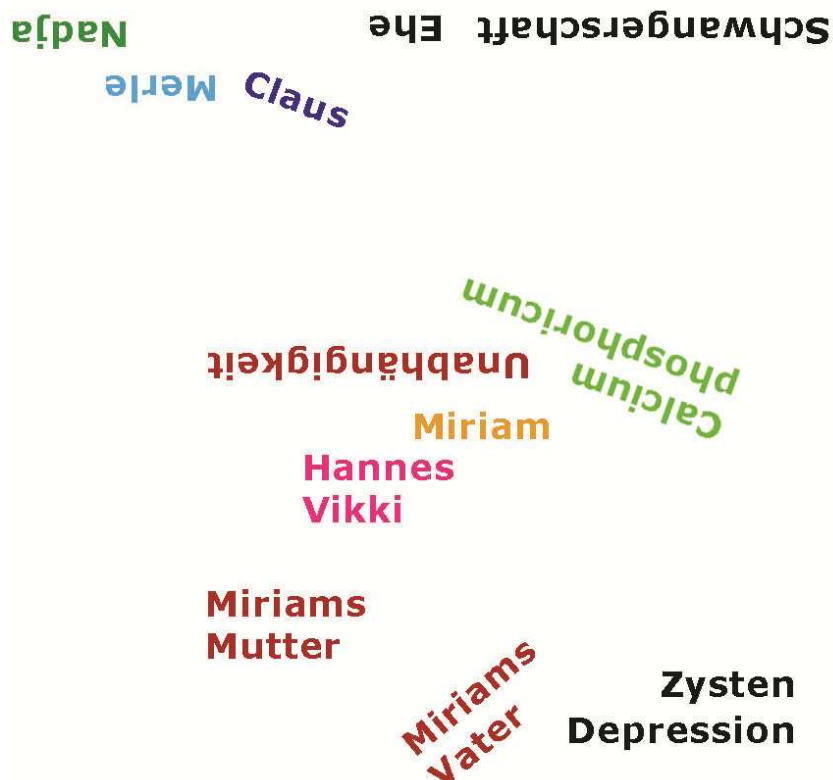 Nadja
Ehe Schwangerschaft
Merle
Claus
Calcium
phosphoricum
Unabhängigkeit
Miriam
Hannes
Vikki
Miriams
Mutter
Miriams
Vater
Zysten
Depression